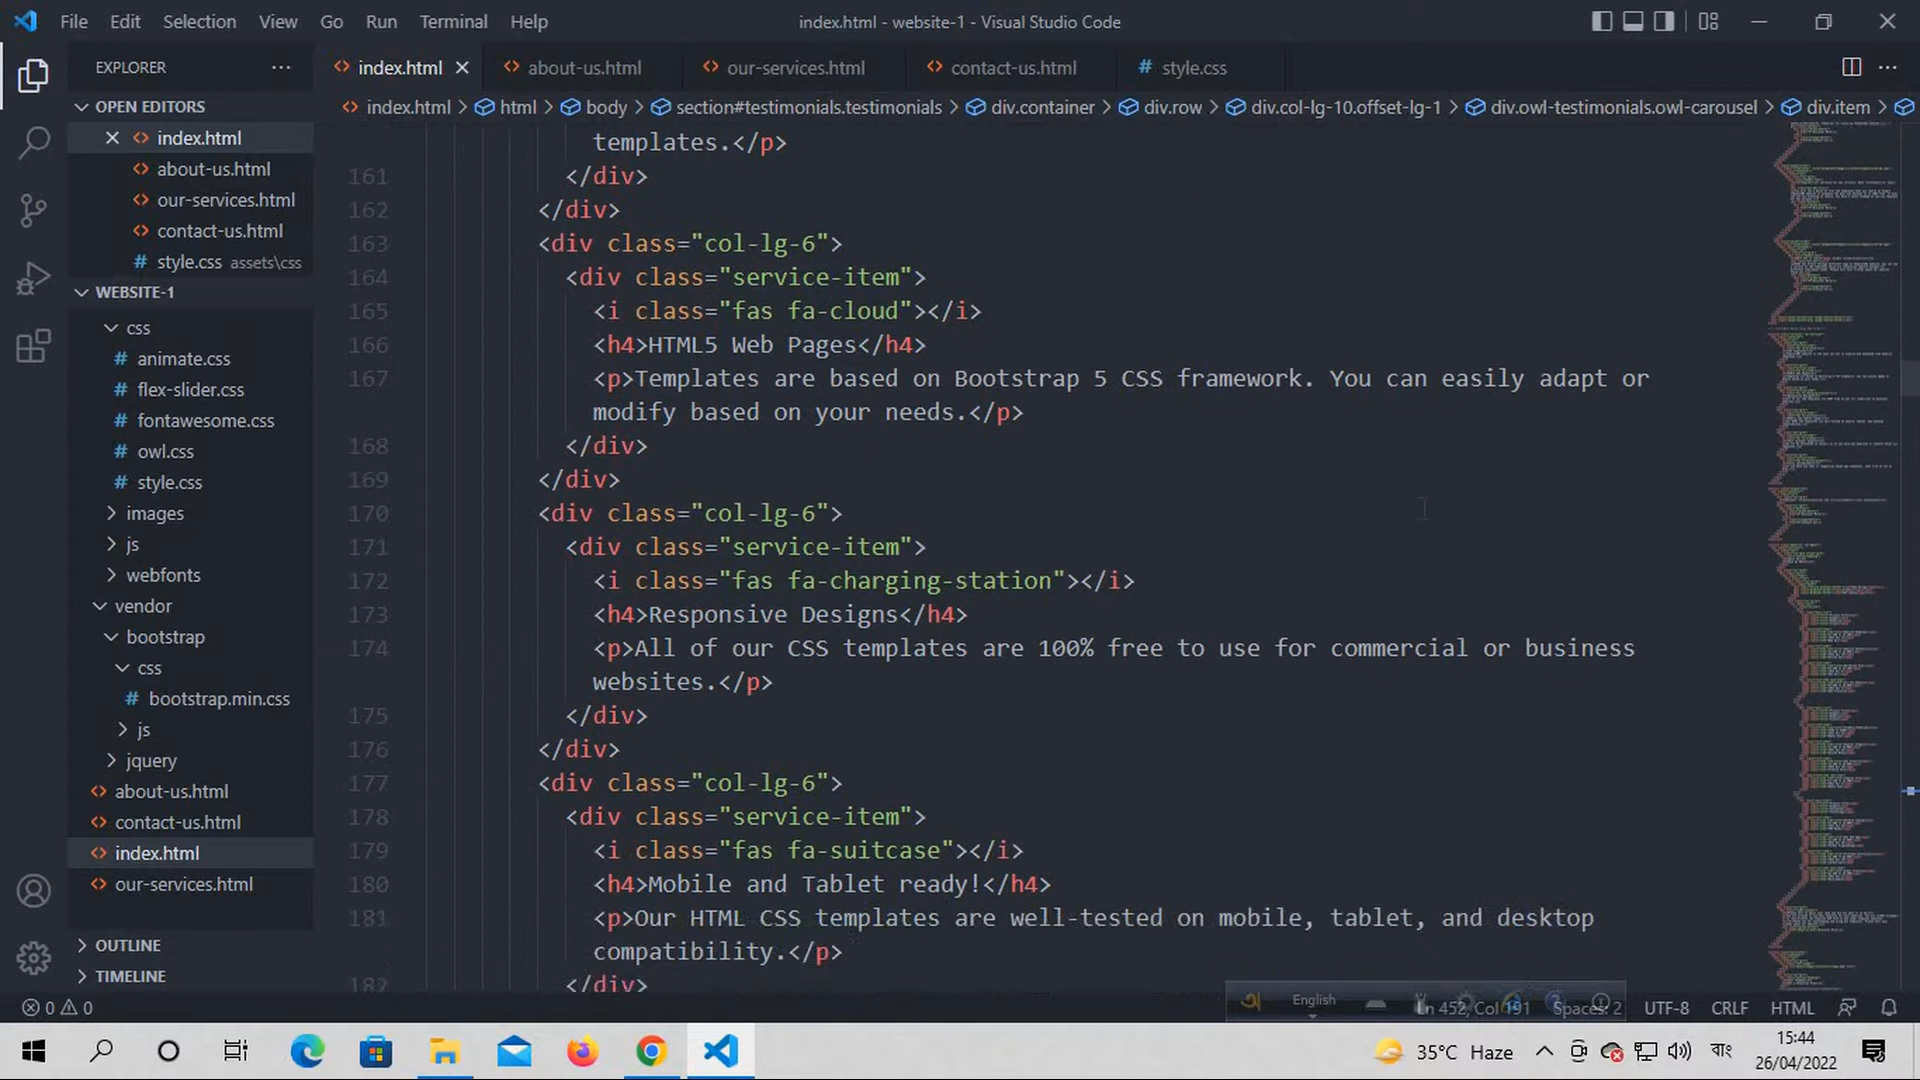 File Edit Selection View Go Run Terminal Help index.html - website-1 - Visual Studio Code
EXPLORER ···
index.html about-us.html our-services.html contact-us.html # style.css
index.html > html > body > section#testimonials.testimonials > div.container > div.row > div.col-lg-10.offset-lg-1 > div.owl-testimonials.owl-carousel > div.item >
OPEN EDITORS
index.html
about-us.html
our-services.html
contact-us.html
# style.css assets\css
WEBSITE-1
css
# animate.css
# flex-slider.css
# fontawesome.css
# owl.css
# style.css
images
js
webfonts
vendor
bootstrap
css
# bootstrap.min.css
js
jquery
about-us.html
contact-us.html
index.html
our-services.html
OUTLINE
TIMELINE
templates.</p>
161 </div>
162 </div>
163 <div class="col-lg-6">
164 <div class="service-item">
165 <i class="fas fa-cloud"></i>
166 <h4>HTML5 Web Pages</h4>
167 <p>Templates are based on Bootstrap 5 CSS framework. You can easily adapt or
modify based on your needs.</p>
168 </div>
169 </div>
170 <div class="col-lg-6">
171 <div class="service-item">
172 <i class="fas fa-charging-station"></i>
173 <h4>Responsive Designs</h4>
174 <p>All of our CSS templates are 100% free to use for commercial or business
websites.</p>
175 </div>
176 </div>
177 <div class="col-lg-6">
178 <div class="service-item">
179 <i class="fas fa-suitcase"></i>
180 <h4>Mobile and Tablet ready!</h4>
181 <p>Our HTML CSS templates are well-tested on mobile, tablet, and desktop
compatibility.</p>
182 </div>
0 0 English Ln 452, Col 191 Spaces: 2 UTF-8 CRLF HTML
35°C Haze বাং 15:44
26/04/2022